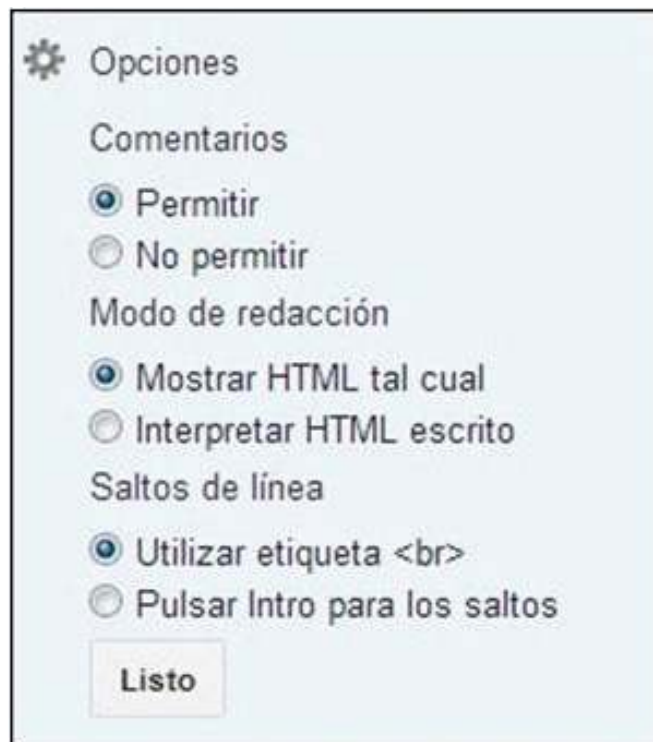 Opciones
Comentarios
Permitir
No permitir
Modo de redacción
Mostrar HTML tal cual
Interpretar HTML escrito
Saltos de línea
Utilizar etiqueta <br>
Pulsar Intro para los saltos
Listo